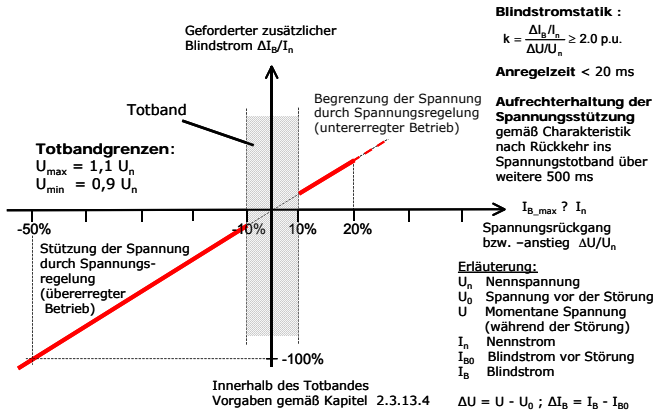 Geforderter zusätzlicher
Blindstrom ΔI_B/I_n
Blindstromstatik :
k = (ΔI_B/I_n)/(ΔU/U_n) ≥ 2.0 p.u.
Anregelzeit < 20 ms
Aufrechterhaltung der
Spannungsstützung
gemäß Charakteristik
nach Rückkehr ins
Spannungstotband über
weitere 500 ms
Totband
Begrenzung der Spannung
durch Spannungsregelung
(untererregter Betrieb)
Totbandgrenzen:
U_max = 1,1 U_n
U_min = 0,9 U_n
I_B_max ? I_n
-50%
-10%
10%
20%
Spannungsrückgang
bzw. –anstieg ΔU/U_n
Stützung der Spannung
durch Spannungs-
regelung
(übererregter
Betrieb)
-100%
Erläuterung:
U_n Nennspannung
U_0 Spannung vor der Störung
U Momentane Spannung
(während der Störung)
I_n Nennstrom
I_B0 Blindstrom vor Störung
I_B Blindstrom
ΔU = U - U_0 ; ΔI_B = I_B - I_B0
Innerhalb des Totbandes
Vorgaben gemäß Kapitel 2.3.13.4